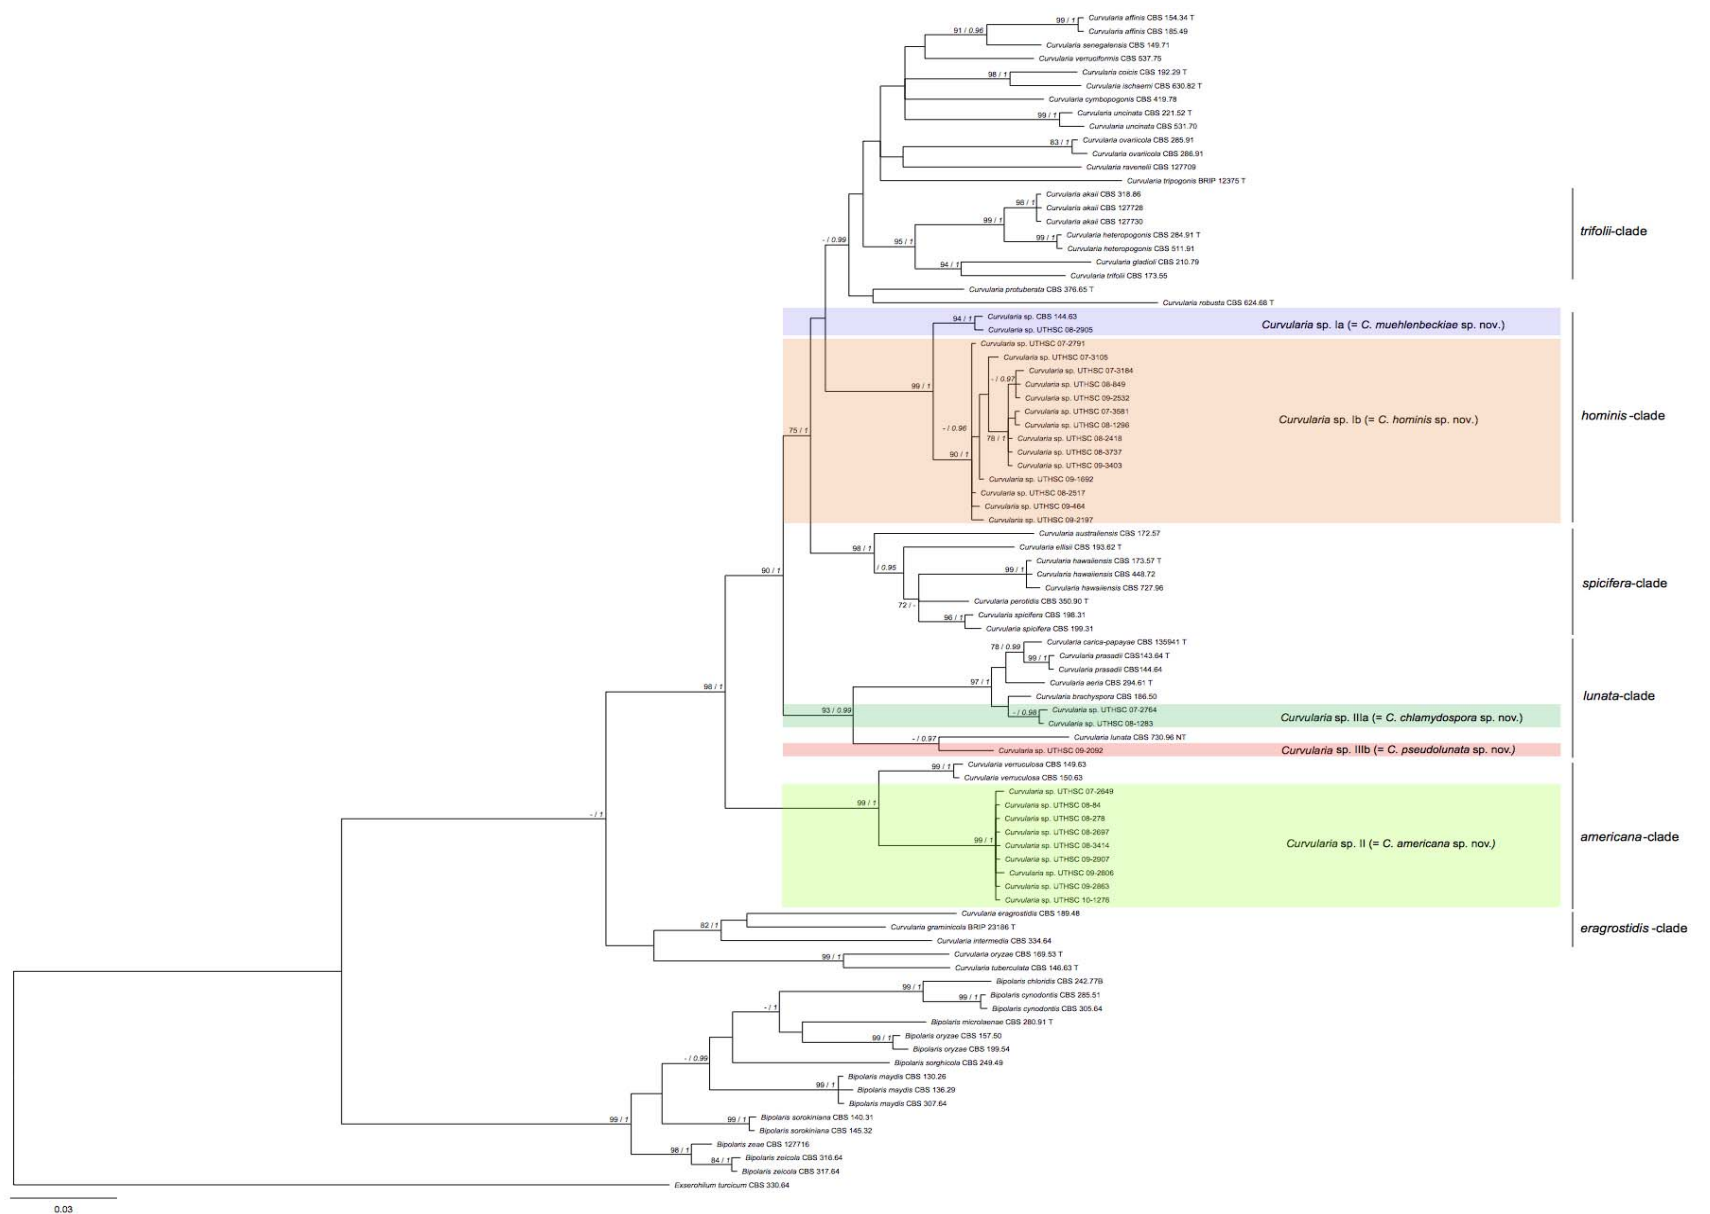 99 / 1
Curvularia affinis CBS 154.34 T
91 / 0.96
Curvularia affinis CBS 185.49
Curvularia senegalensis CBS 149.71
Curvularia verruciformis CBS 537.75
98 / 1
Curvularia coicis CBS 192.29 T
Curvularia ischaemi CBS 630.82 T
Curvularia cymbopogonis CBS 419.78
99 / 1
Curvularia uncinata CBS 221.52 T
Curvularia uncinata CBS 531.70
83 / 1
Curvularia ovariicola CBS 285.91
Curvularia ovariicola CBS 286.91
Curvularia ravenelii CBS 127709
Curvularia tripogonis BRIP 12375 T
Curvularia akaii CBS 318.86
98 / 1
Curvularia akaii CBS 127728
99 / 1
Curvularia akaii CBS 127730
trifolii-clade
- / 0.99
95 / 1
99 / 1
Curvularia heteropogonis CBS 284.91 T
Curvularia heteropogonis CBS 511.91
94 / 1
Curvularia gladioli CBS 210.79
Curvularia trifolii CBS 173.55
Curvularia protuberata CBS 376.65 T
Curvularia robusta CBS 624.68 T
94 / 1
Curvularia sp. CBS 144.63
Curvularia sp. Ia (= C. muehlenbeckiae sp. nov.)
Curvularia sp. UTHSC 08-2905
Curvularia sp. UTHSC 07-2791
Curvularia sp. UTHSC 07-3105
Curvularia sp. UTHSC 07-3184
- / 0.97
99 / 1
Curvularia sp. UTHSC 08-849
Curvularia sp. UTHSC 09-2532
Curvularia sp. UTHSC 07-3581
hominis-clade
Curvularia sp. Ib (= C. hominis sp. nov.)
75 / 1
- / 0.96
Curvularia sp. UTHSC 08-1296
78 / 1
Curvularia sp. UTHSC 08-2418
90 / 1
Curvularia sp. UTHSC 08-3737
Curvularia sp. UTHSC 09-3403
Curvularia sp. UTHSC 09-1692
Curvularia sp. UTHSC 08-2517
Curvularia sp. UTHSC 09-464
Curvularia sp. UTHSC 09-2197
Curvularia australiensis CBS 172.57
98 / 1
Curvularia ellisii CBS 193.62 T
/ 0.95
99 / 1
Curvularia hawaiiensis CBS 173.57 T
90 / 1
Curvularia hawaiiensis CBS 448.72
spicifera-clade
Curvularia hawaiiensis CBS 727.96
72 / -
Curvularia perotidis CBS 350.90 T
96 / 1
Curvularia spicifera CBS 198.31
Curvularia spicifera CBS 199.31
78 / 0.99
Curvularia carica-papayae CBS 135941 T
99 / 1
Curvularia prasadii CBS143.64 T
Curvularia prasadii CBS144.64
98 / 1
97 / 1
Curvularia aeria CBS 294.61 T
lunata-clade
Curvularia brachyspora CBS 186.50
93 / 0.99
- / 0.98
Curvularia sp. UTHSC 07-2764
Curvularia sp. IIIa (= C. chlamydospora sp. nov.)
Curvularia sp. UTHSC 08-1283
- / 0.97
Curvularia lunata CBS 730.96 NT
Curvularia sp. UTHSC 09-2092
Curvularia sp. IIIb (= C. pseudolunata sp. nov.)
99 / 1
Curvularia verruculosa CBS 149.63
Curvularia verruculosa CBS 150.63
Curvularia sp. UTHSC 07-2649
99 / 1
Curvularia sp. UTHSC 08-84
- / 1
Curvularia sp. UTHSC 08-278
Curvularia sp. UTHSC 08-2697
americana-clade
99 / 1
Curvularia sp. UTHSC 08-3414
Curvularia sp. II (= C. americana sp. nov.)
Curvularia sp. UTHSC 09-2907
Curvularia sp. UTHSC 09-2806
Curvularia sp. UTHSC 09-2863
Curvularia sp. UTHSC 10-1276
Curvularia eragrostidis CBS 189.48
82 / 1
Curvularia graminicola BRIP 23186 T
eragrostidis-clade
Curvularia intermedia CBS 334.64
99 / 1
Curvularia oryzae CBS 169.53 T
Curvularia tuberculata CBS 146.63 T
99 / 1
Bipolaris chloridis CBS 242.77B
99 / 1
Bipolaris cynodontis CBS 285.51
- / 1
Bipolaris cynodontis CBS 305.64
Bipolaris microlaenae CBS 280.91 T
99 / 1
Bipolaris oryzae CBS 157.50
Bipolaris oryzae CBS 199.54
- / 0.99
Bipolaris sorghicola CBS 249.49
Bipolaris maydis CBS 130.26
99 / 1
Bipolaris maydis CBS 136.29
Bipolaris maydis CBS 307.64
99 / 1
99 / 1
Bipolaris sorokiniana CBS 140.31
Bipolaris sorokiniana CBS 145.32
98 / 1
Bipolaris zeae CBS 127716
84 / 1
Bipolaris zeicola CBS 316.64
Bipolaris zeicola CBS 317.64
Exserohilum turcicum CBS 330.64
0.03